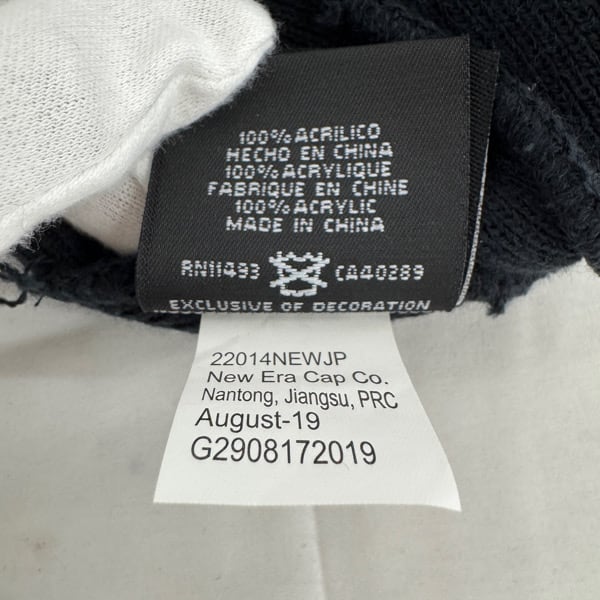 100% ACRILICO
HECHO EN CHINA
100% ACRYLIQUE
FABRIQUE EN CHINE
100% ACRYLIC
MADE IN CHINA
RN11493 CA40289
EXCLUSIVE OF DECORATION
22014NEWJP
New Era Cap Co.
Nantong, Jiangsu, PRC
August-19
G2908172019